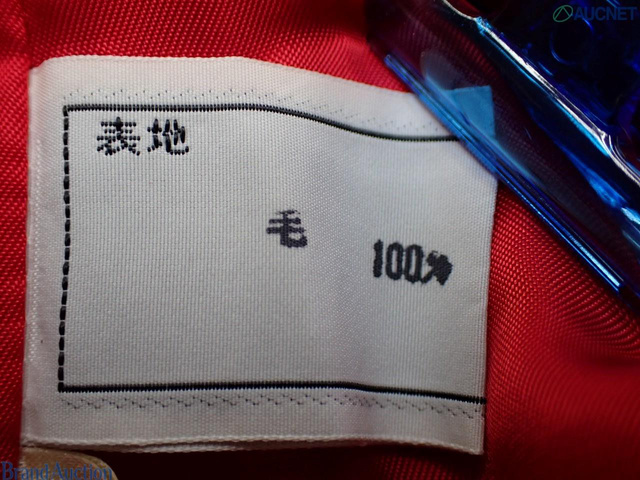 AUCNET
表地
毛
100%
Brand Auction